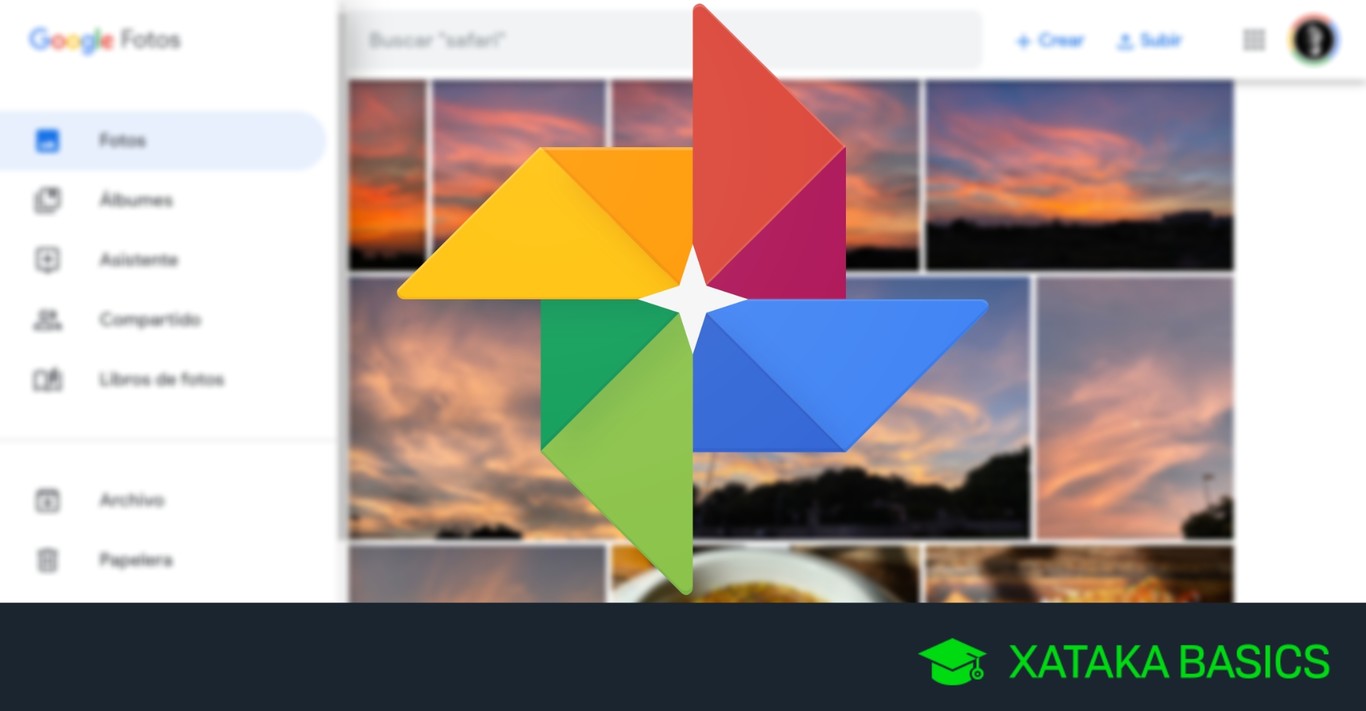 Google Fotos
Buscar "safari"
Crear
Subir
Fotos
Álbumes
Asistente
Compartido
Libros de fotos
Archivo
Papelera
XATAKA BASICS